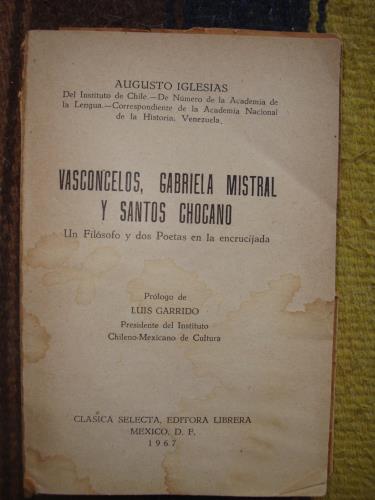 AUGUSTO IGLESIAS
Del Instituto de Chile.—De Número de la Academia de
la Lengua.—Correspondiente de la Academia Nacional
de la Historia, Venezuela.
VASCONCELOS, GABRIELA MISTRAL
Y SANTOS CHOCANO
Un Filósofo y dos Poetas en la encrucijada
Prólogo de
LUIS GARRIDO
Presidente del Instituto
Chileno-Mexicano de Cultura
CLASICA SELECTA, EDITORA LIBRERA
MEXICO, D. F.
1967